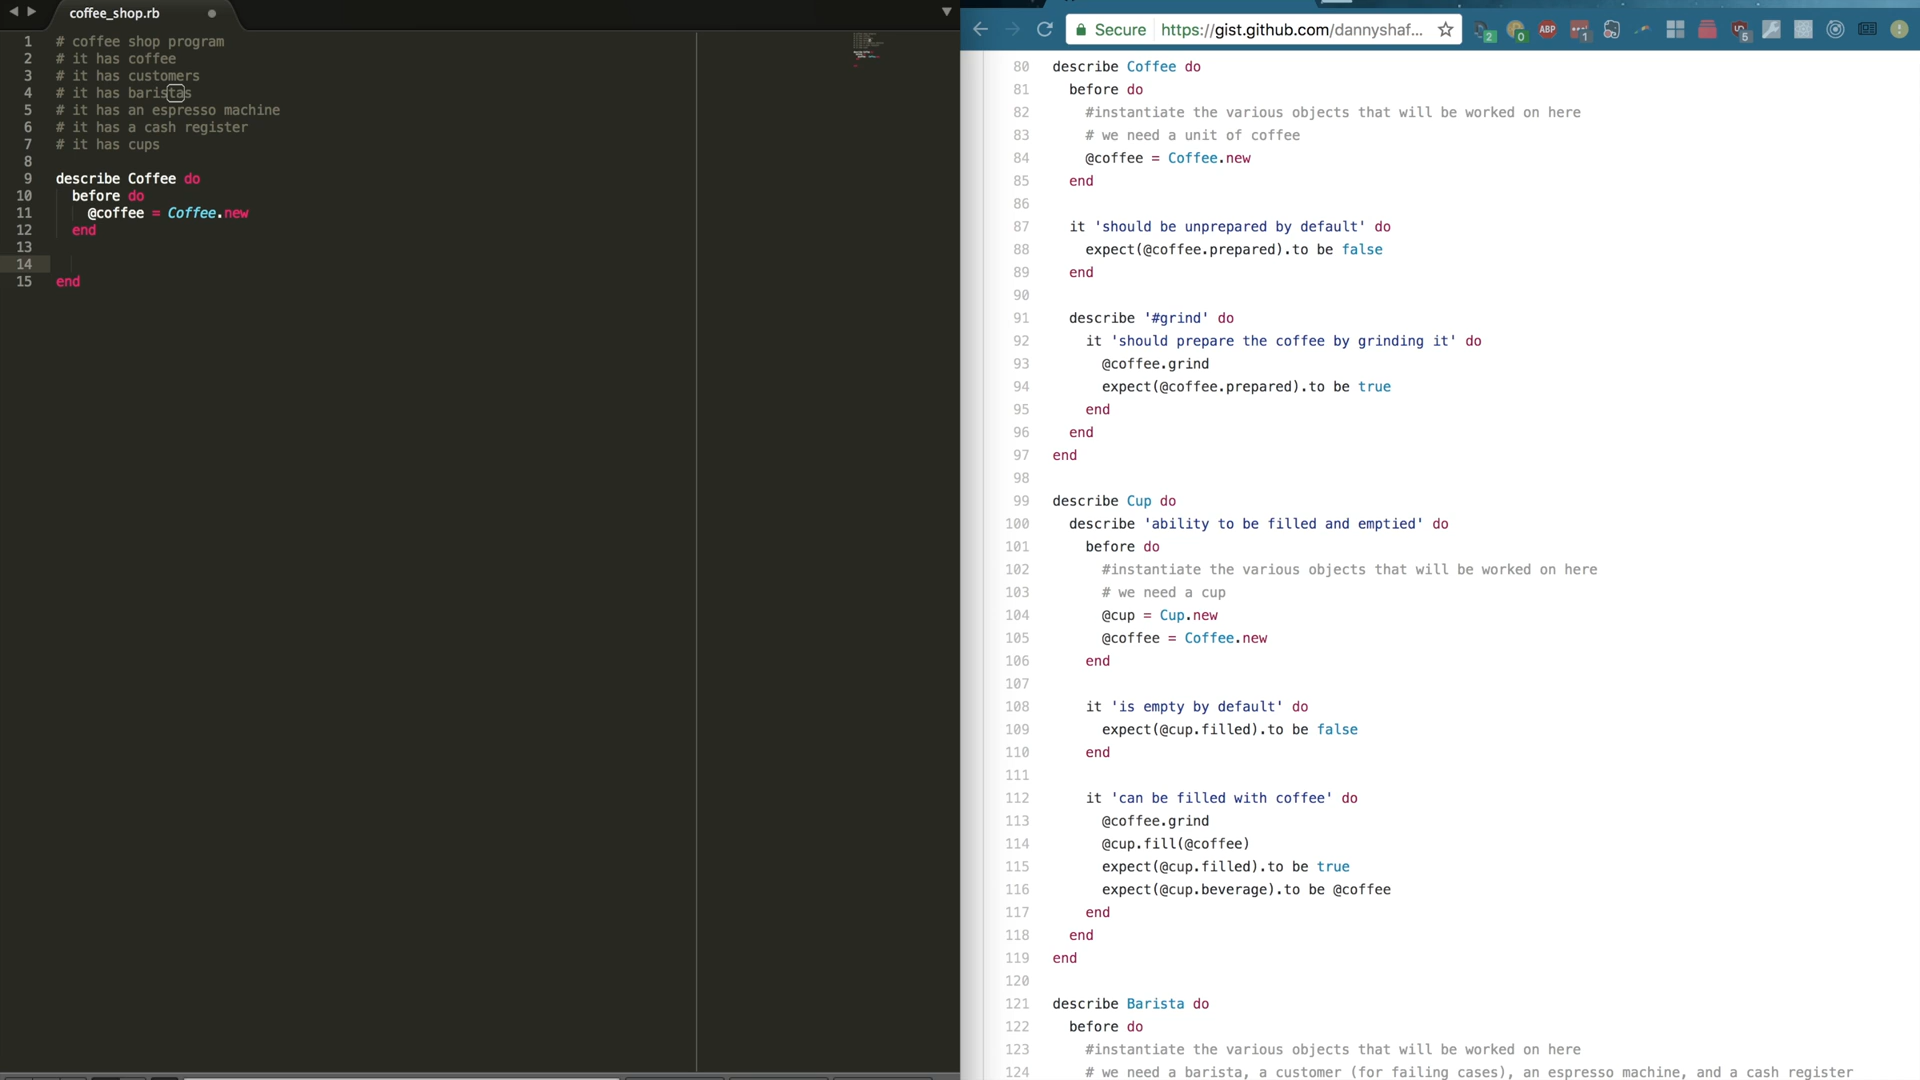 coffee_shop.rb
1 # coffee shop program
2 # it has coffee
3 # it has customers
4 # it has baristas
5 # it has an espresso machine
6 # it has a cash register
7 # it has cups
8
9 describe Coffee do
10 before do
11 @coffee = Coffee.new
12 end
13
14
15 end
Secure https://gist.github.com/dannyshaf...
2 0 ABP 1 5
80 describe Coffee do
81 before do
82 #instantiate the various objects that will be worked on here
83 # we need a unit of coffee
84 @coffee = Coffee.new
85 end
86
87 it 'should be unprepared by default' do
88 expect(@coffee.prepared).to be false
89 end
90
91 describe '#grind' do
92 it 'should prepare the coffee by grinding it' do
93 @coffee.grind
94 expect(@coffee.prepared).to be true
95 end
96 end
97 end
98
99 describe Cup do
100 describe 'ability to be filled and emptied' do
101 before do
102 #instantiate the various objects that will be worked on here
103 # we need a cup
104 @cup = Cup.new
105 @coffee = Coffee.new
106 end
107
108 it 'is empty by default' do
109 expect(@cup.filled).to be false
110 end
111
112 it 'can be filled with coffee' do
113 @coffee.grind
114 @cup.fill(@coffee)
115 expect(@cup.filled).to be true
116 expect(@cup.beverage).to be @coffee
117 end
118 end
119 end
120
121 describe Barista do
122 before do
123 #instantiate the various objects that will be worked on here
124 # we need a barista, a customer (for failing cases), an espresso machine, and a cash register